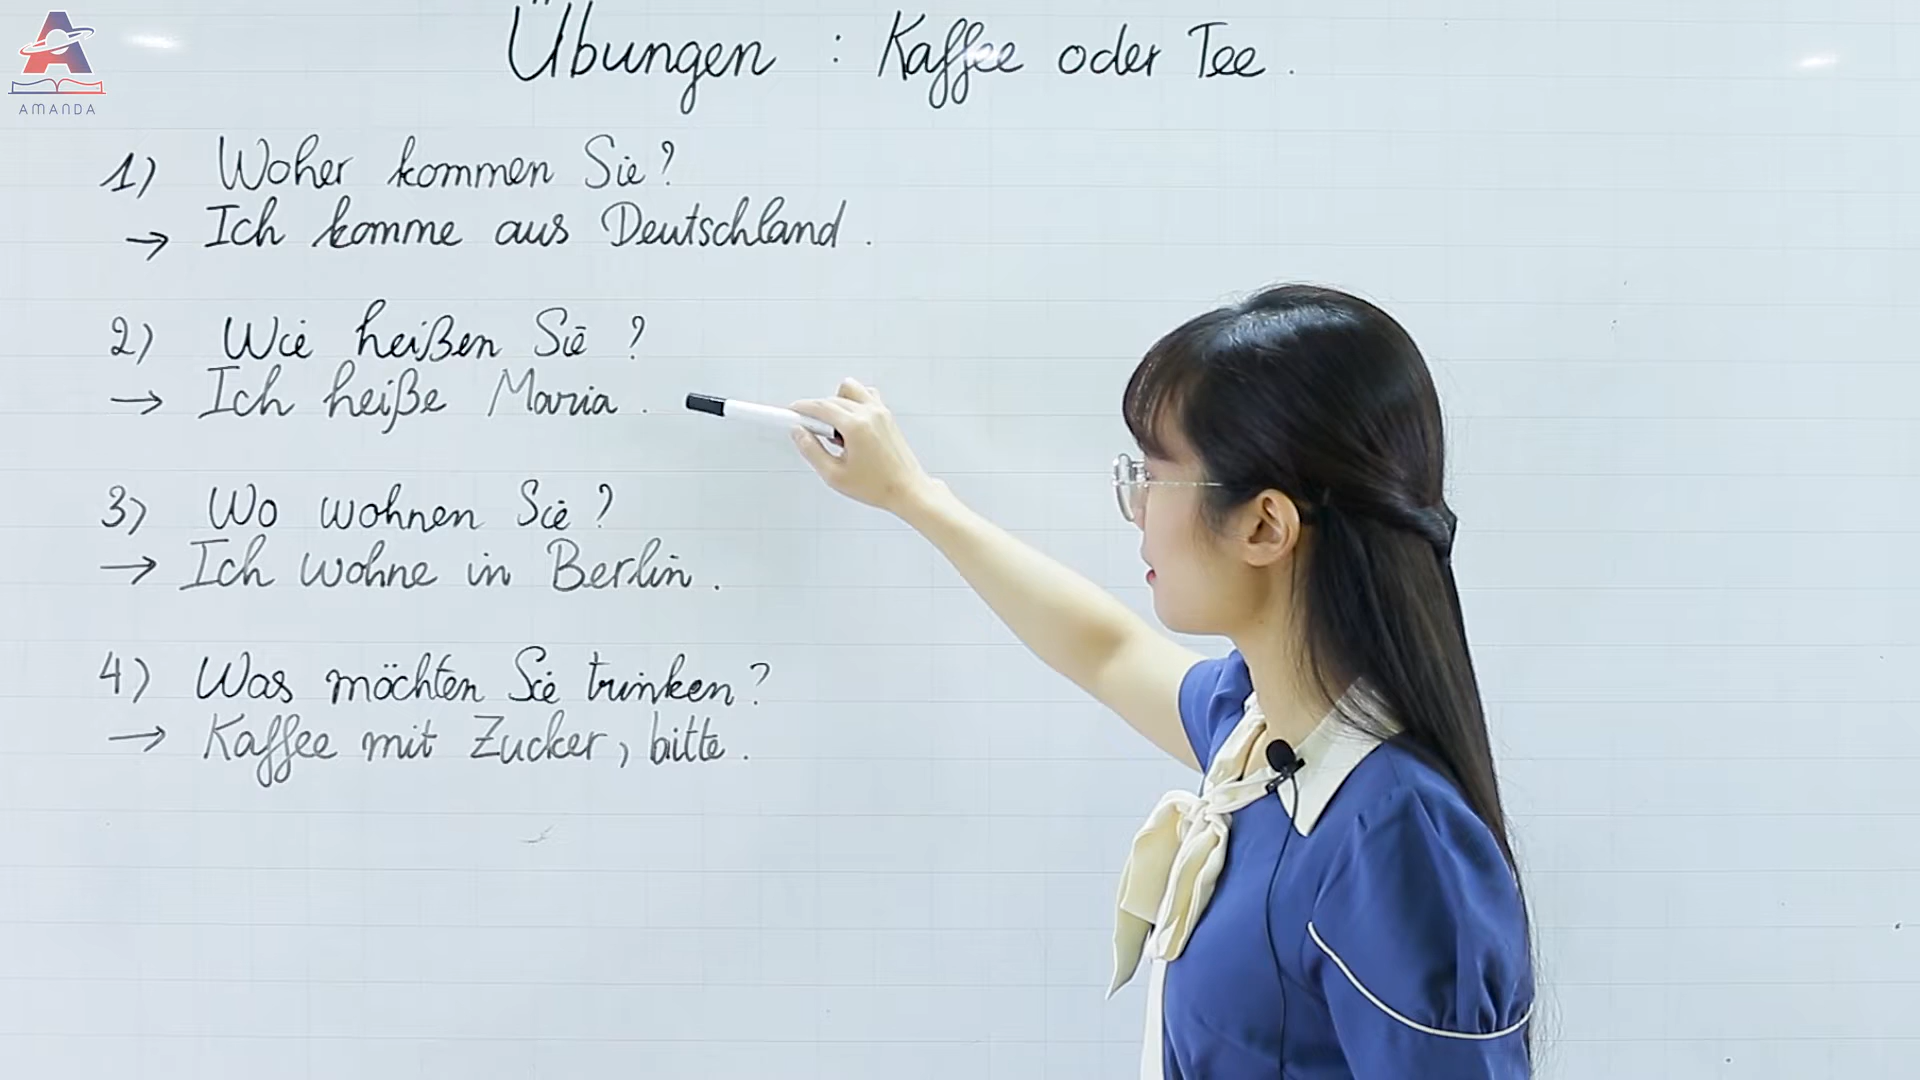 AMANDA
Übungen : Kaffee oder Tee .
1) Woher kommen Sie?
→ Ich komme aus Deutschland .
2) Wie heißen Sie ?
→ Ich heiße Maria .
3) Wo wohnen Sie ?
→ Ich wohne in Berlin .
4) Was möchten Sie trinken ?
→ Kaffee mit Zucker , bitte .